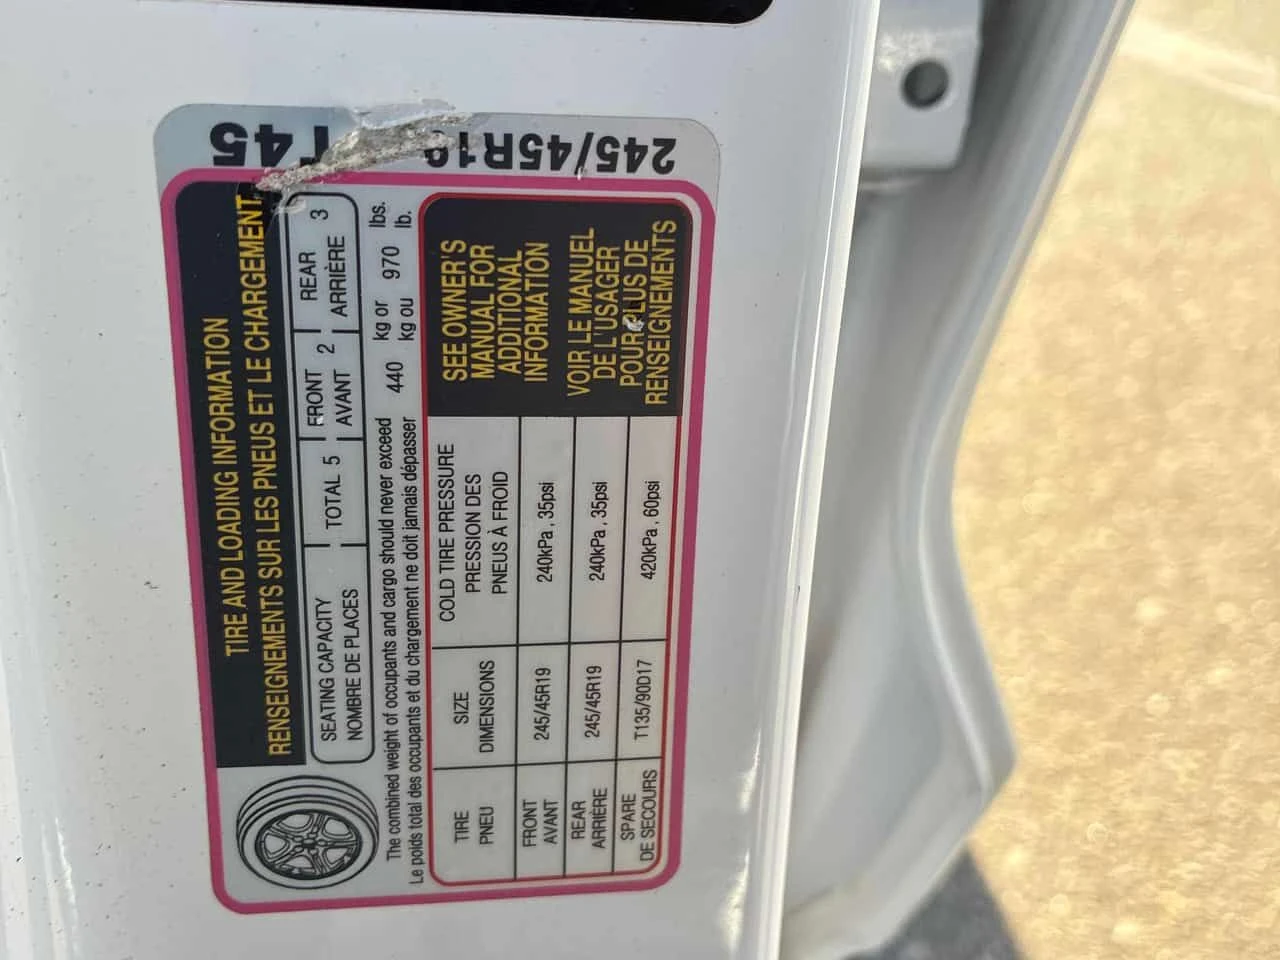 245/45R19
T45
TIRE AND LOADING INFORMATION
RENSEIGNEMENTS SUR LES PNEUS ET LE CHARGEMENT
SEATING CAPACITY
NOMBRE DE PLACES
TOTAL 5
FRONT 2
AVANT
REAR 3
ARRIÈRE
The combined weight of occupants and cargo should never exceed 440 kg or 970 lbs.
Le poids total des occupants et du chargement ne doit jamais dépasser kg ou lb.
TIRE
PNEU
SIZE
DIMENSIONS
COLD TIRE PRESSURE
PRESSION DES
PNEUS À FROID
FRONT
AVANT
245/45R19
240kPa , 35psi
REAR
ARRIÈRE
245/45R19
240kPa , 35psi
SPARE
DE SECOURS
T135/90D17
420kPa , 60psi
SEE OWNER'S
MANUAL FOR
ADDITIONAL
INFORMATION
VOIR LE MANUEL
DE L'USAGER
POUR PLUS DE
RENSEIGNEMENTS